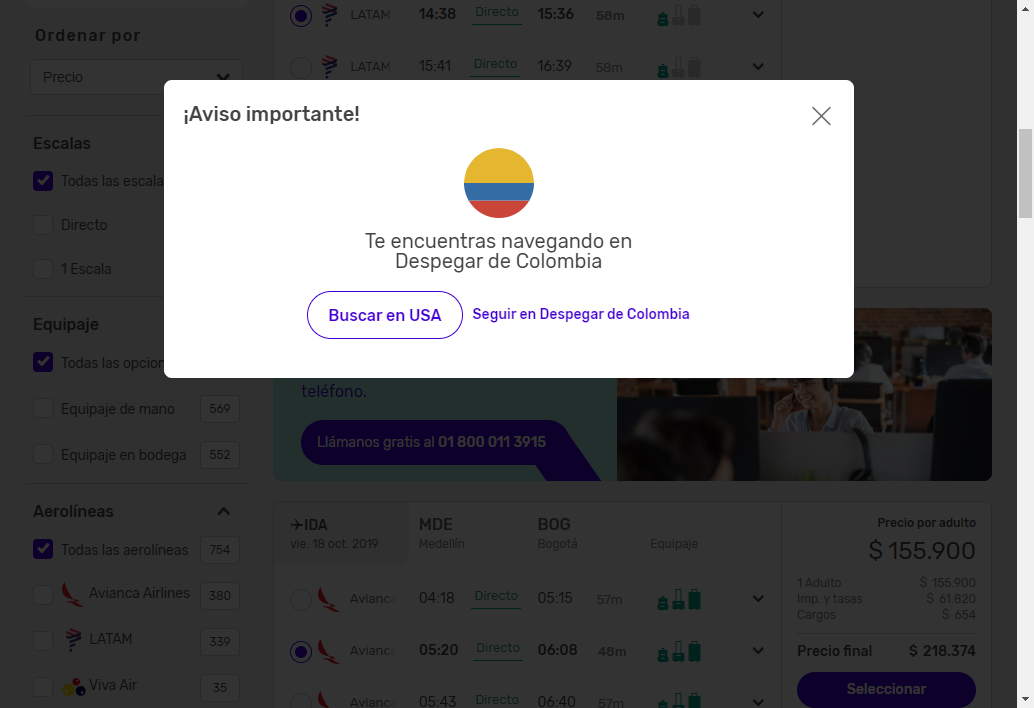 LATAM 14:38 Directo 15:36 58m
Ordenar por
LATAM 15:41 Directo 16:39 58m
Precio
¡Aviso importante!
Escalas
Todas las escala
Directo
1 Escala
Te encuentras navegando en
Despegar de Colombia
Buscar en USA
Seguir en Despegar de Colombia
Equipaje
Todas las opcion
Equipaje de mano 569
Equipaje en bodega 552
teléfono.
Llámanos gratis al 01 800 011 3915
Aerolíneas
Todas las aerolíneas 754
Avianca Airlines 380
LATAM 339
Viva Air 35
IDA MDE BOG
vie. 18 oct. 2019 Medellín Bogotá Equipaje
Avianca 04:18 Directo 05:15 57m
Avianca 05:20 Directo 06:08 48m
Avianca 05:43 Directo 06:40 57m
Precio por adulto
$ 155.900
1 Adulto $ 155.900
Imp. y tasas $ 61.820
Cargos $ 654
Precio final $ 218.374
Seleccionar